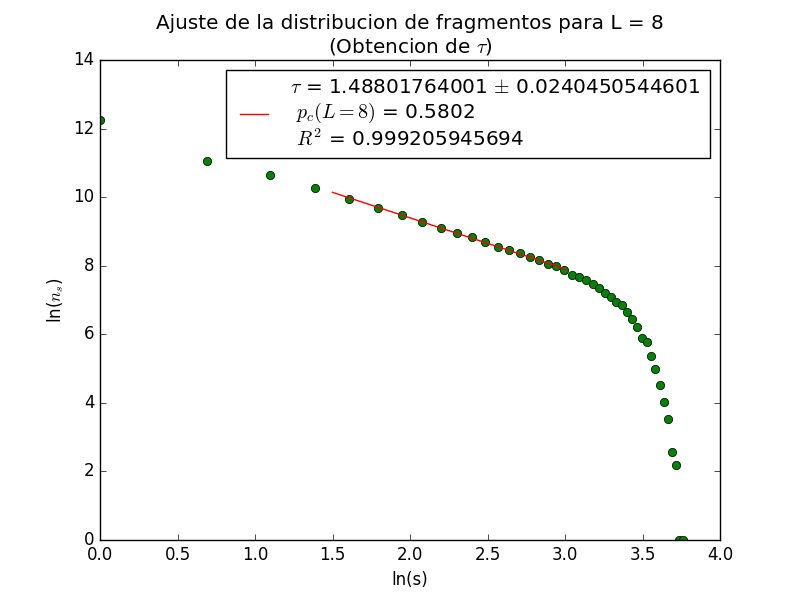 Ajuste de la distribucion de fragmentos para L = 8
(Obtencion de τ)
τ = 1.48801764001 ± 0.0240450544601
p_c(L=8) = 0.5802
R² = 0.999205945694
14
12
10
8
6
4
2
0
ln(n_s)
0.0 0.5 1.0 1.5 2.0 2.5 3.0 3.5 4.0
ln(s)